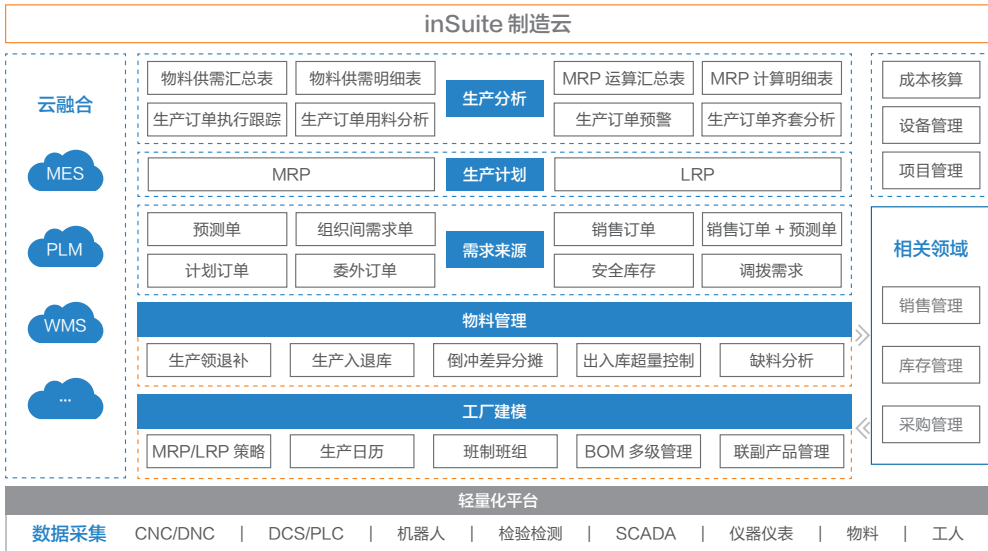 inSuite 制造云
云融合
MES
PLM
WMS
...
物料供需汇总表 物料供需明细表 生产分析 MRP 运算汇总表 MRP 计算明细表
生产订单执行跟踪 生产订单用料分析 生产订单预警 生产订单齐套分析
MRP 生产计划 LRP
预测单 组织间需求单 需求来源 销售订单 销售订单 + 预测单
计划订单 委外订单 安全库存 调拨需求
物料管理
生产领退补 生产入退库 倒冲差异分摊 出入库超量控制 缺料分析
工厂建模
MRP/LRP 策略 生产日历 班制班组 BOM 多级管理 联副产品管理
成本核算
设备管理
项目管理
相关领域
销售管理
库存管理
采购管理
轻量化平台
数据采集 CNC/DNC | DCS/PLC | 机器人 | 检验检测 | SCADA | 仪器仪表 | 物料 | 工人